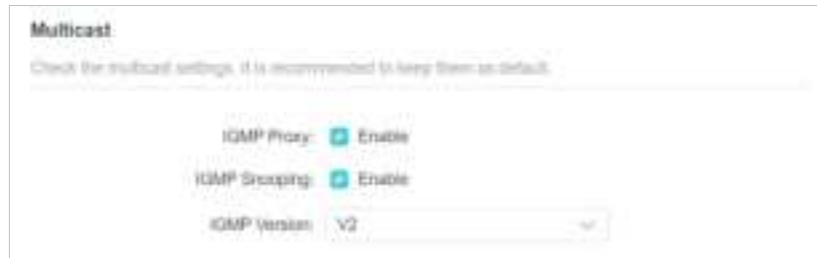 Multicast
Check the multicast settings. It is recommended to keep them as default.
IGMP Proxy: Enable
IGMP Snooping: Enable
IGMP Version: V2